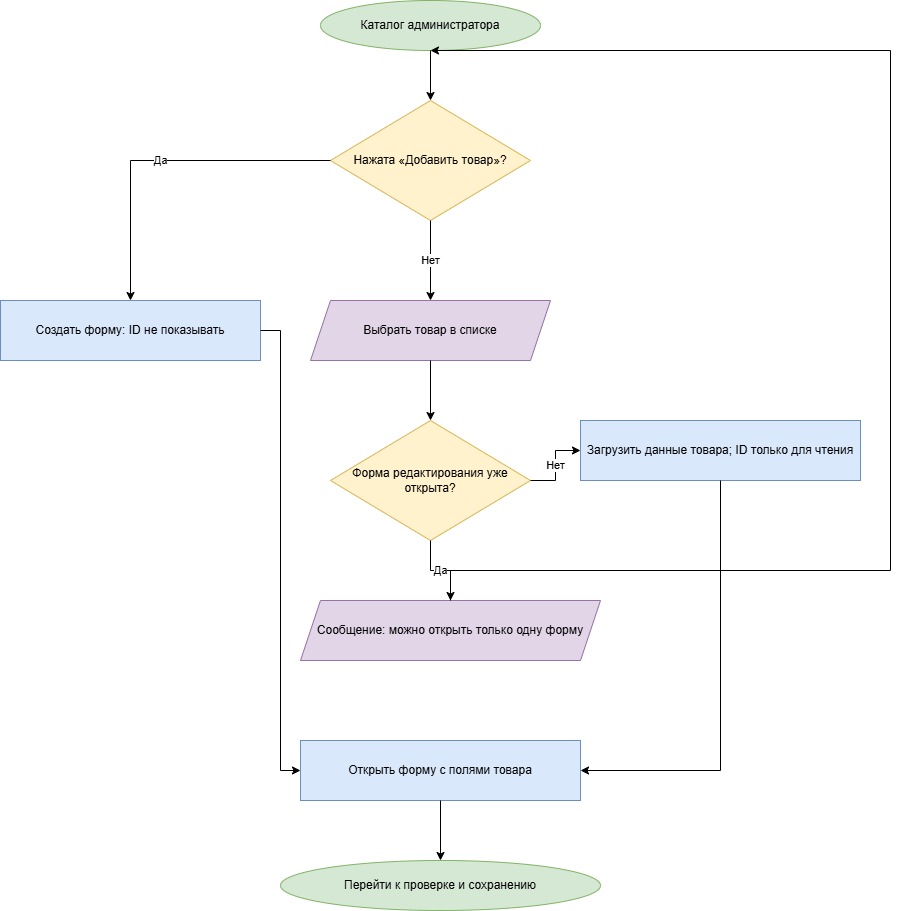 Каталог администратора
Нажата «Добавить товар»?
Да
Нет
Создать форму: ID не показывать
Выбрать товар в списке
Форма редактирования уже
открыта?
Нет
Загрузить данные товара; ID только для чтения
Да
Сообщение: можно открыть только одну форму
Открыть форму с полями товара
Перейти к проверке и сохранению